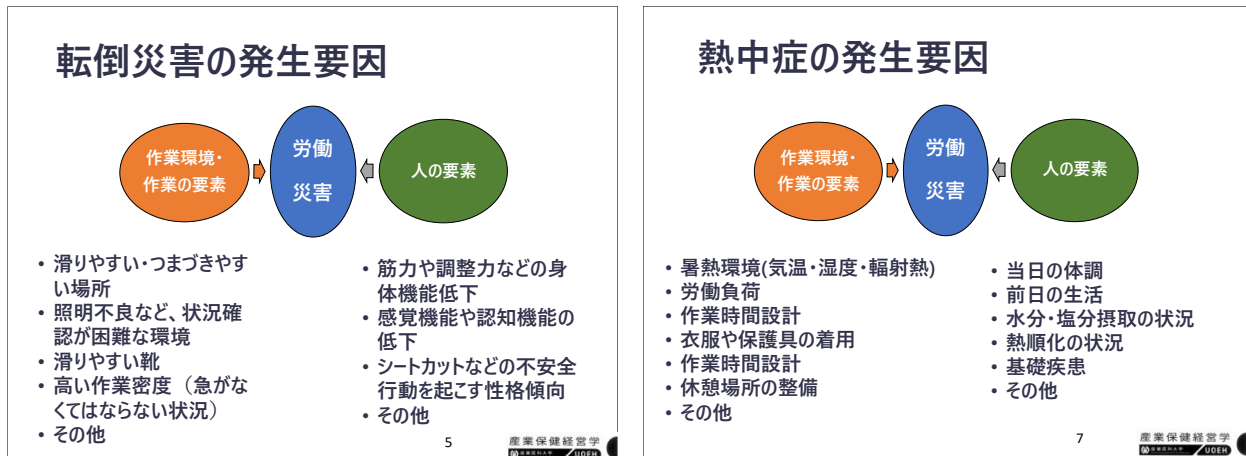 転倒災害の発生要因
作業環境・
作業の要素
労働
災害
人の要素
• 滑りやすい・つまづきやす
い場所
• 照明不良など、状況確
認が困難な環境
• 滑りやすい靴
• 高い作業密度（急がな
くてはならない状況）
• その他
• 筋力や調整力などの身
体機能低下
• 感覚機能や認知機能の
低下
• シートカットなどの不安全
行動を起こす性格傾向
• その他
5
産業保健経営学
産業医科大学 UOEH
熱中症の発生要因
作業環境・
作業の要素
労働
災害
人の要素
• 暑熱環境(気温・湿度・輻射熱)
• 労働負荷
• 作業時間設計
• 衣服や保護具の着用
• 作業時間設計
• 休憩場所の整備
• その他
• 当日の体調
• 前日の生活
• 水分・塩分摂取の状況
• 熱順化の状況
• 基礎疾患
• その他
7
産業保健経営学
産業医科大学 UOEH